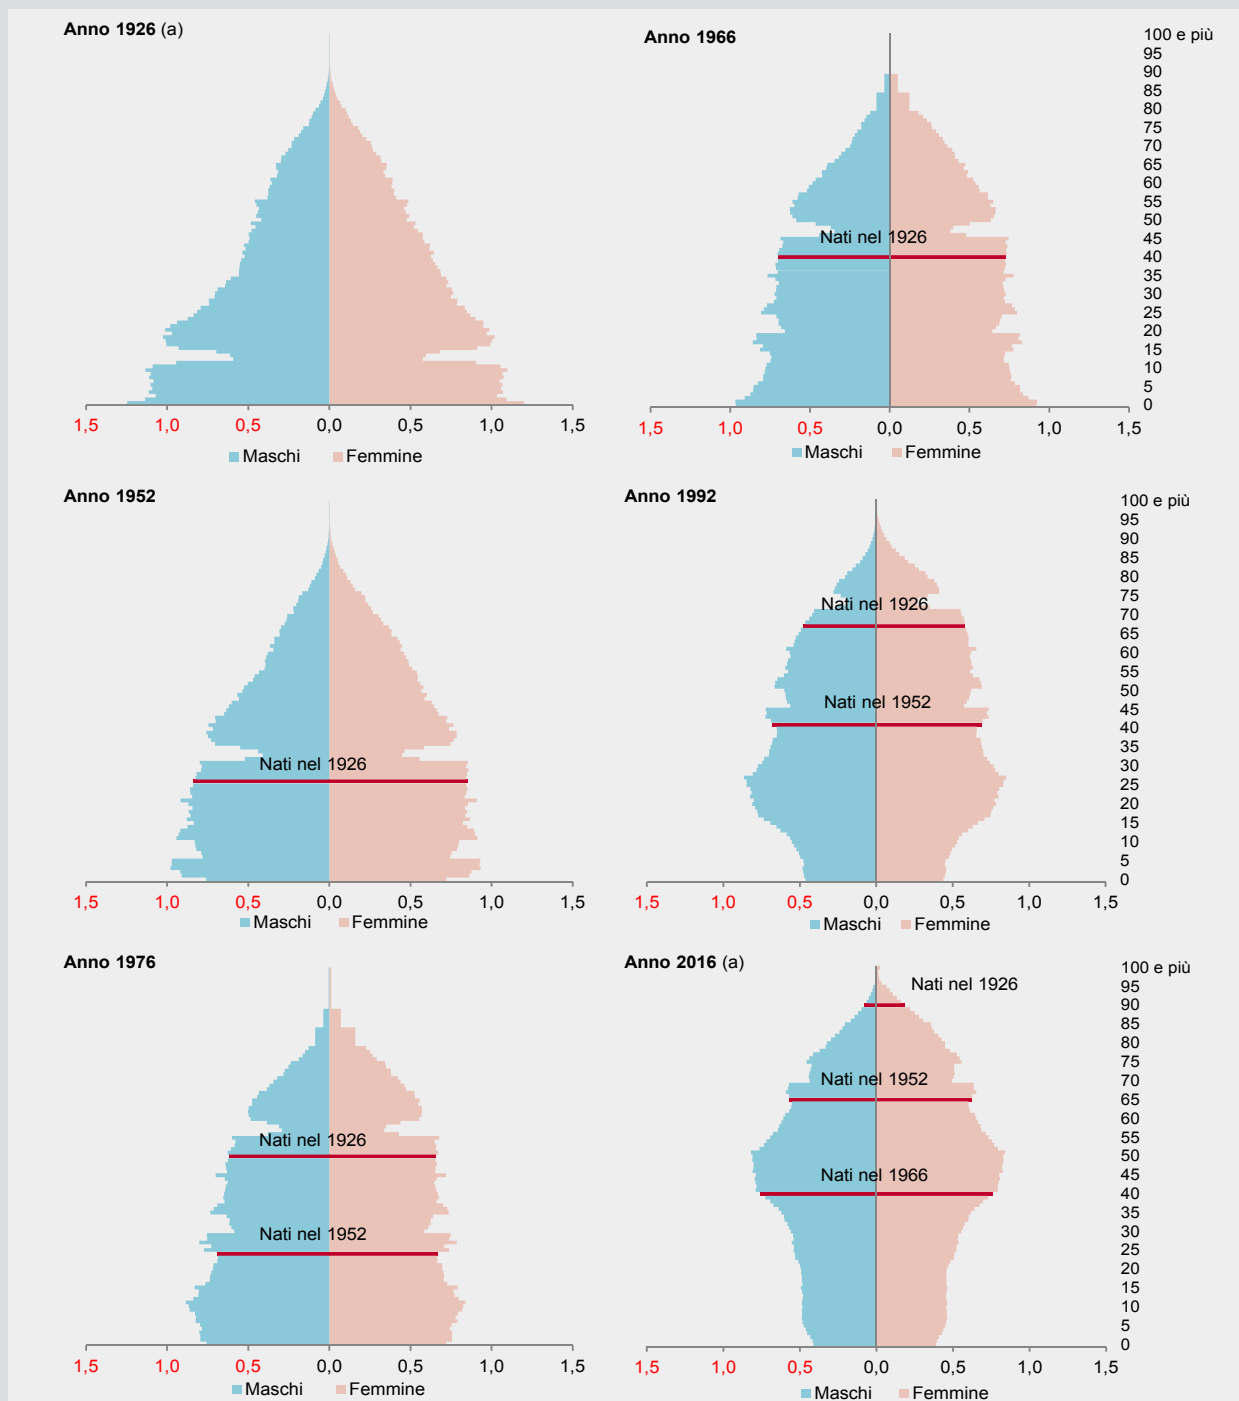 Anno 1926 (a)
1,5 1,0 0,5 0,0 0,5 1,0 1,5
Maschi Femmine
Anno 1966
100 e più
95
90
85
80
75
70
65
60
55
50
45
40
35
30
25
20
15
10
5
0
Nati nel 1926
1,5 1,0 0,5 0,0 0,5 1,0 1,5
Maschi Femmine
Anno 1952
Nati nel 1926
1,5 1,0 0,5 0,0 0,5 1,0 1,5
Maschi Femmine
Anno 1992
100 e più
95
90
85
80
75
70
65
60
55
50
45
40
35
30
25
20
15
10
5
0
Nati nel 1926
Nati nel 1952
1,5 1,0 0,5 0,0 0,5 1,0 1,5
Maschi Femmine
Anno 1976
Nati nel 1926
Nati nel 1952
1,5 1,0 0,5 0,0 0,5 1,0 1,5
Maschi Femmine
Anno 2016 (a)
100 e più
95
90
85
80
75
70
65
60
55
50
45
40
35
30
25
20
15
10
5
0
Nati nel 1926
Nati nel 1952
Nati nel 1966
1,5 1,0 0,5 0,0 0,5 1,0 1,5
Maschi Femmine